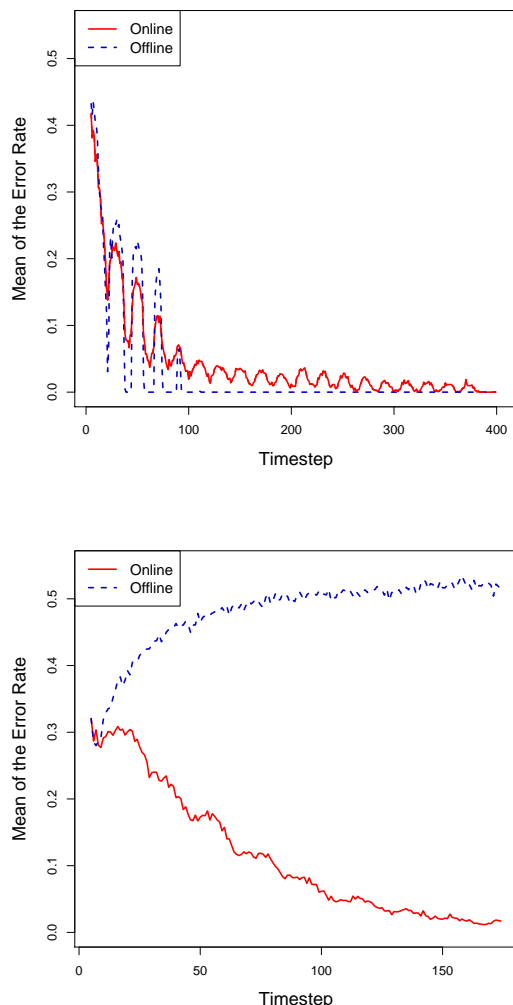 Online
Offline
Mean of the Error Rate
0.0 0.1 0.2 0.3 0.4 0.5
0 100 200 300 400
Timestep
Online
Offline
Mean of the Error Rate
0.0 0.1 0.2 0.3 0.4 0.5
0 50 100 150
Timestep